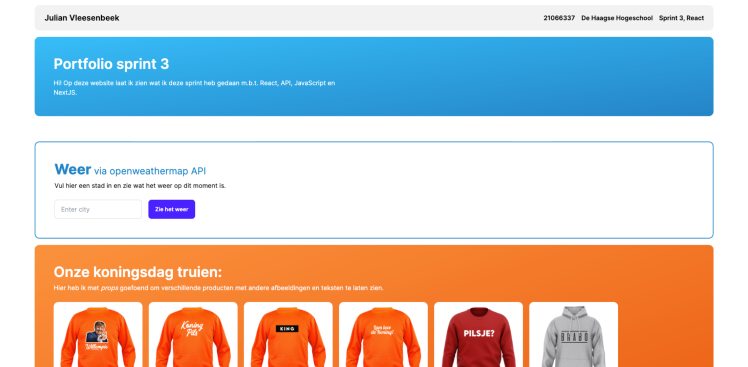 Julian Vleesenbeek
21066337 De Haagse Hogeschool Sprint 3, React
Portfolio sprint 3
Hi! Op deze website laat ik zien wat ik deze sprint heb gedaan m.b.t. React, API, JavaScript en
NextJS.
Weer via openweathermap API
Vul hier een stad in en zie wat het weer op dit moment is.
Enter city
Zie het weer
Onze koningsdag truien:
Hier heb ik met props goefoend om verschillende producten met andere afbeeldingen en teksten te laten zien.
Willempie
Koning
Pils
KING
Lang leve
de Koning!
PILSJE?
BRABO